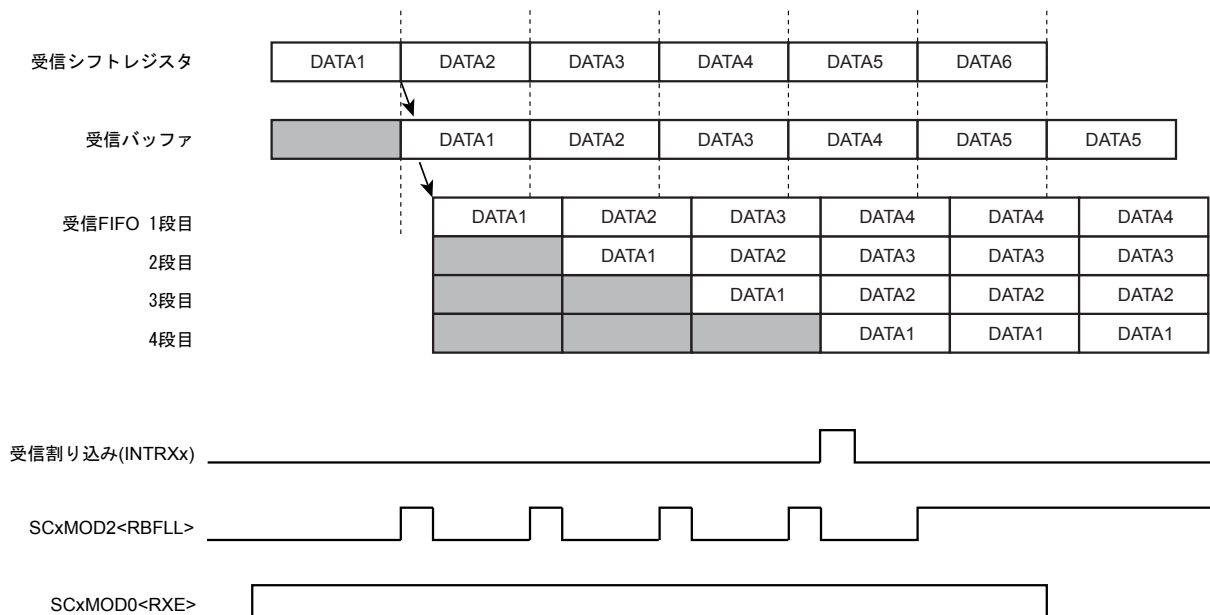 受信シフトレジスタ DATA1 DATA2 DATA3 DATA4 DATA5 DATA6
受信バッファ DATA1 DATA2 DATA3 DATA4 DATA5 DATA5
受信FIFO 1段目 DATA1 DATA2 DATA3 DATA4 DATA4 DATA4
2段目 DATA1 DATA2 DATA3 DATA3 DATA3
3段目 DATA1 DATA2 DATA2 DATA2
4段目 DATA1 DATA1 DATA1
受信割り込み(INTRXx)
SCxMOD2<RBFLL>
SCxMOD0<RXE>